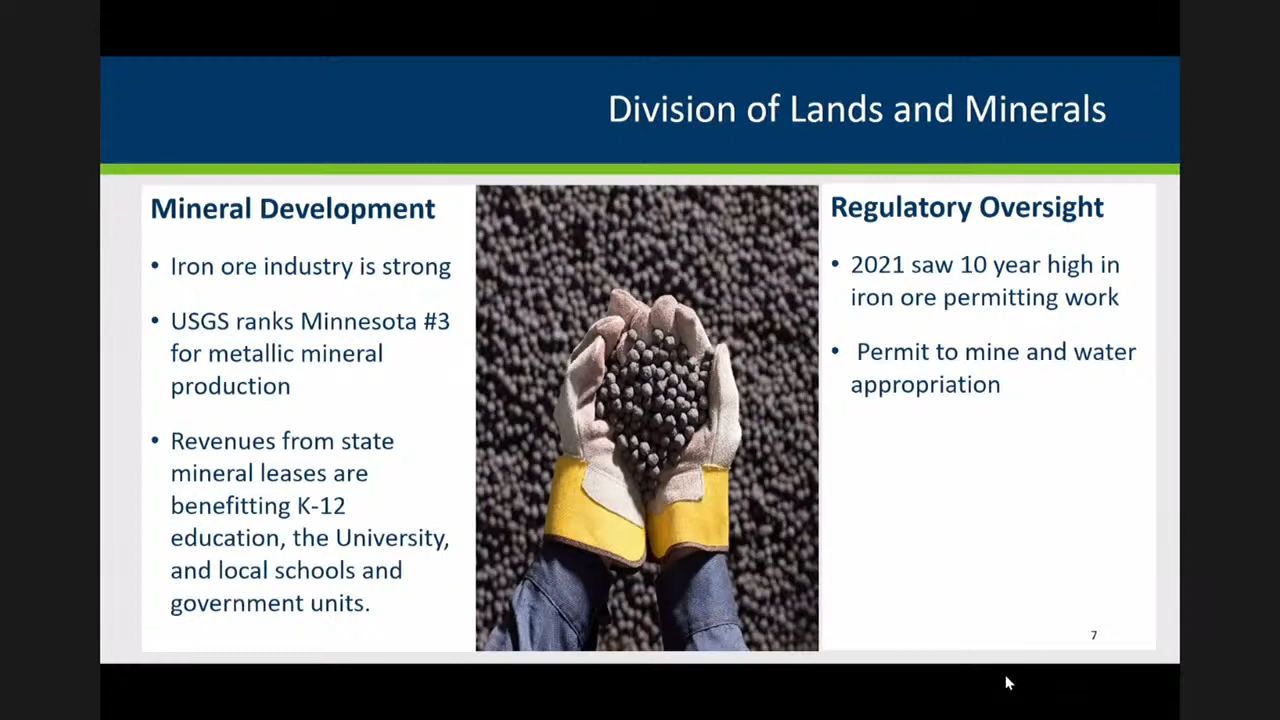 Division of Lands and Minerals
Mineral Development
• Iron ore industry is strong
• USGS ranks Minnesota #3
for metallic mineral
production
• Revenues from state
mineral leases are
benefitting K-12
education, the University,
and local schools and
government units.
Regulatory Oversight
• 2021 saw 10 year high in
iron ore permitting work
• Permit to mine and water
appropriation
7